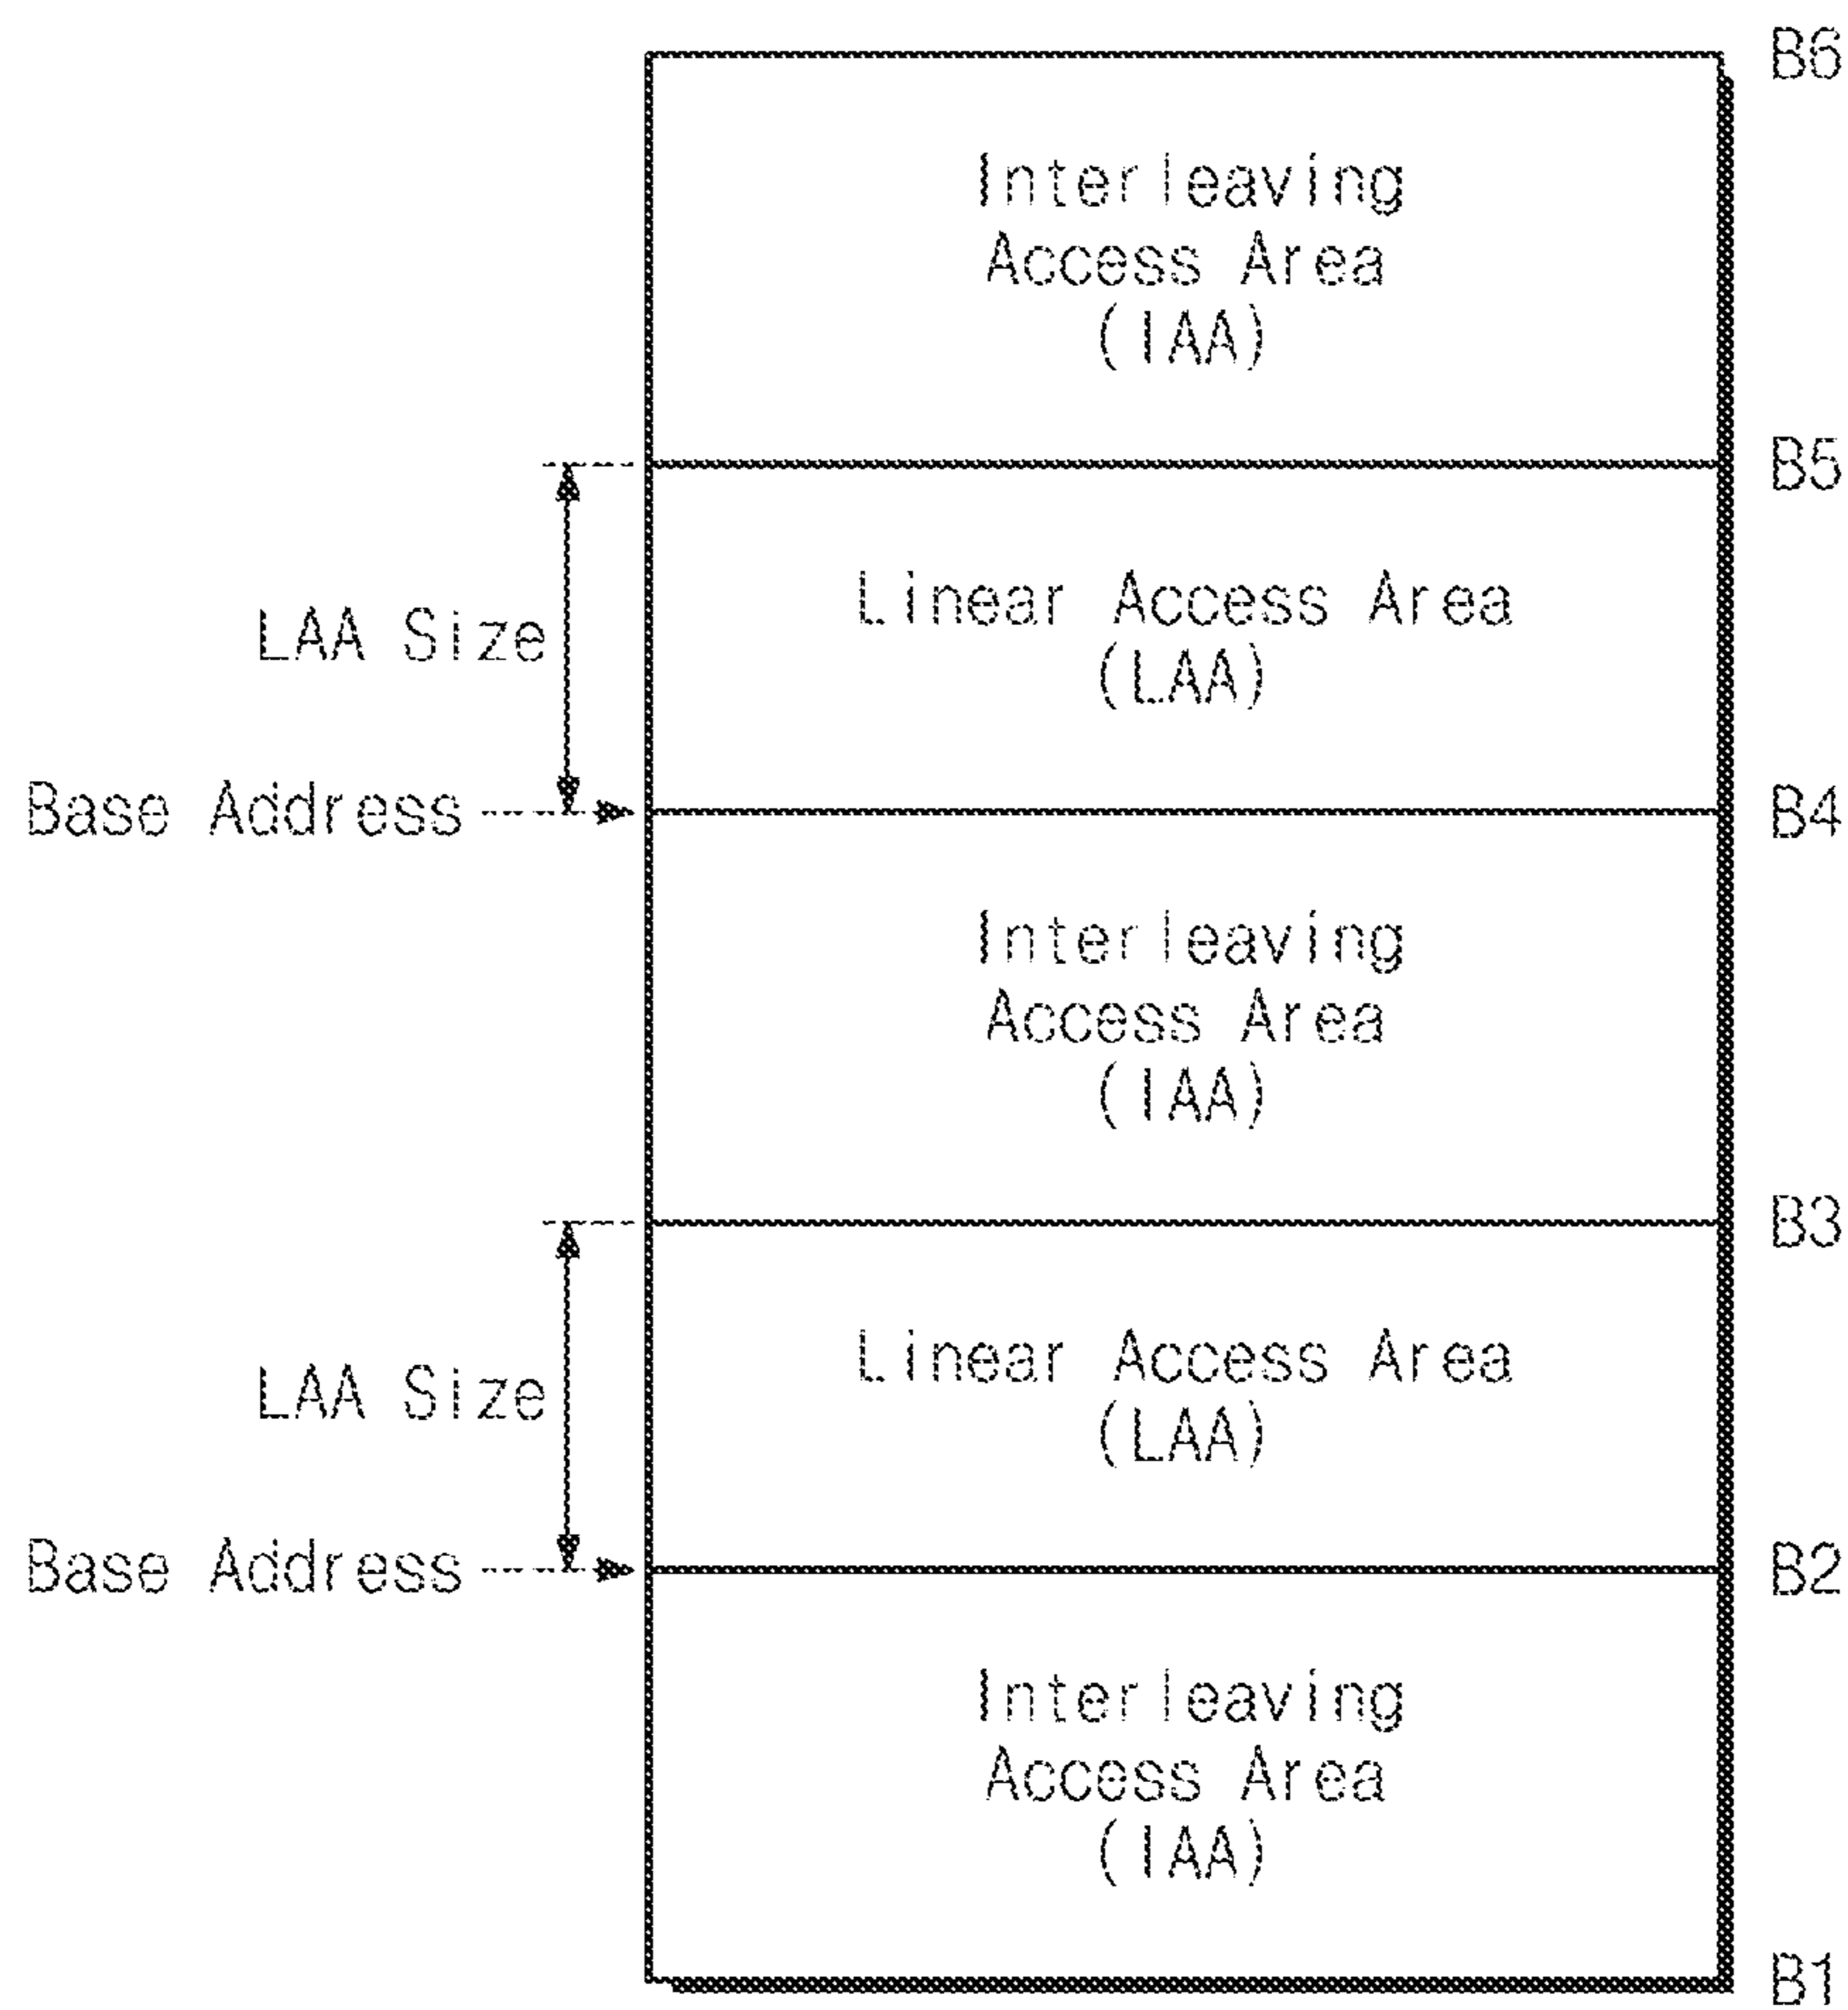 B6
Interleaving
Access Area
(IAA)
B5
Linear Access Area
(LAA)
LAA Size
Base Address
B4
Interleaving
Access Area
(IAA)
B3
Linear Access Area
(LAA)
LAA Size
Base Address
B2
Interleaving
Access Area
(IAA)
B1